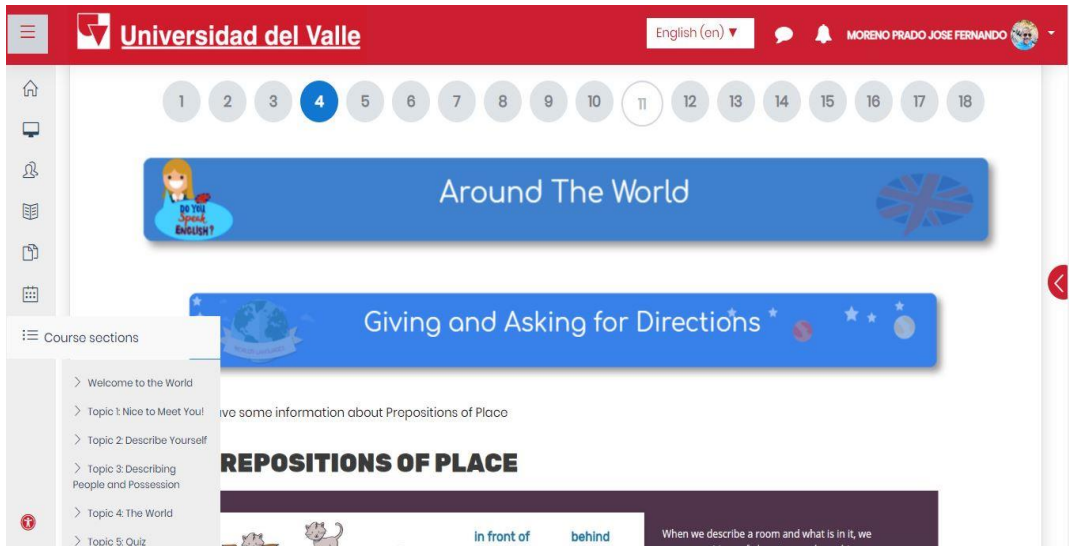 Universidad del Valle
English (en) ▼
MORENO PRADO JOSE FERNANDO
1 2 3 4 5 6 7 8 9 10 11 12 13 14 15 16 17 18
DO YOU
Speak
ENGLISH?
Around The World
Giving and Asking for Directions
Course sections
Welcome to the World
Topic 1: Nice to Meet You!
Topic 2: Describe Yourself
Topic 3: Describing
People and Possession
Topic 4: The World
Topic 5: Quiz
ve some information about Prepositions of Place
REPOSITIONS OF PLACE
in front of behind
When we describe a room and what is in it, we